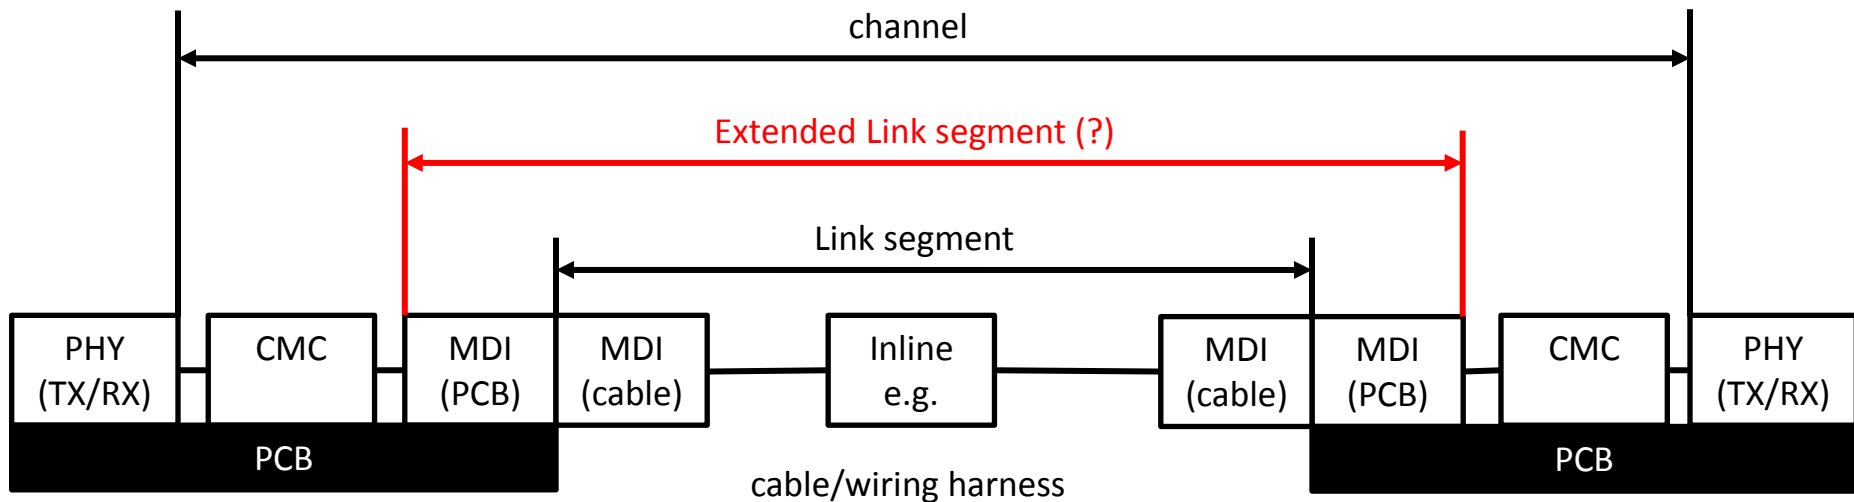 channel
Extended Link segment (?)
Link segment
PHY
(TX/RX)
CMC
MDI
(PCB)
MDI
(cable)
Inline
e.g.
MDI
(cable)
MDI
(PCB)
CMC
PHY
(TX/RX)
PCB
cable/wiring harness
PCB